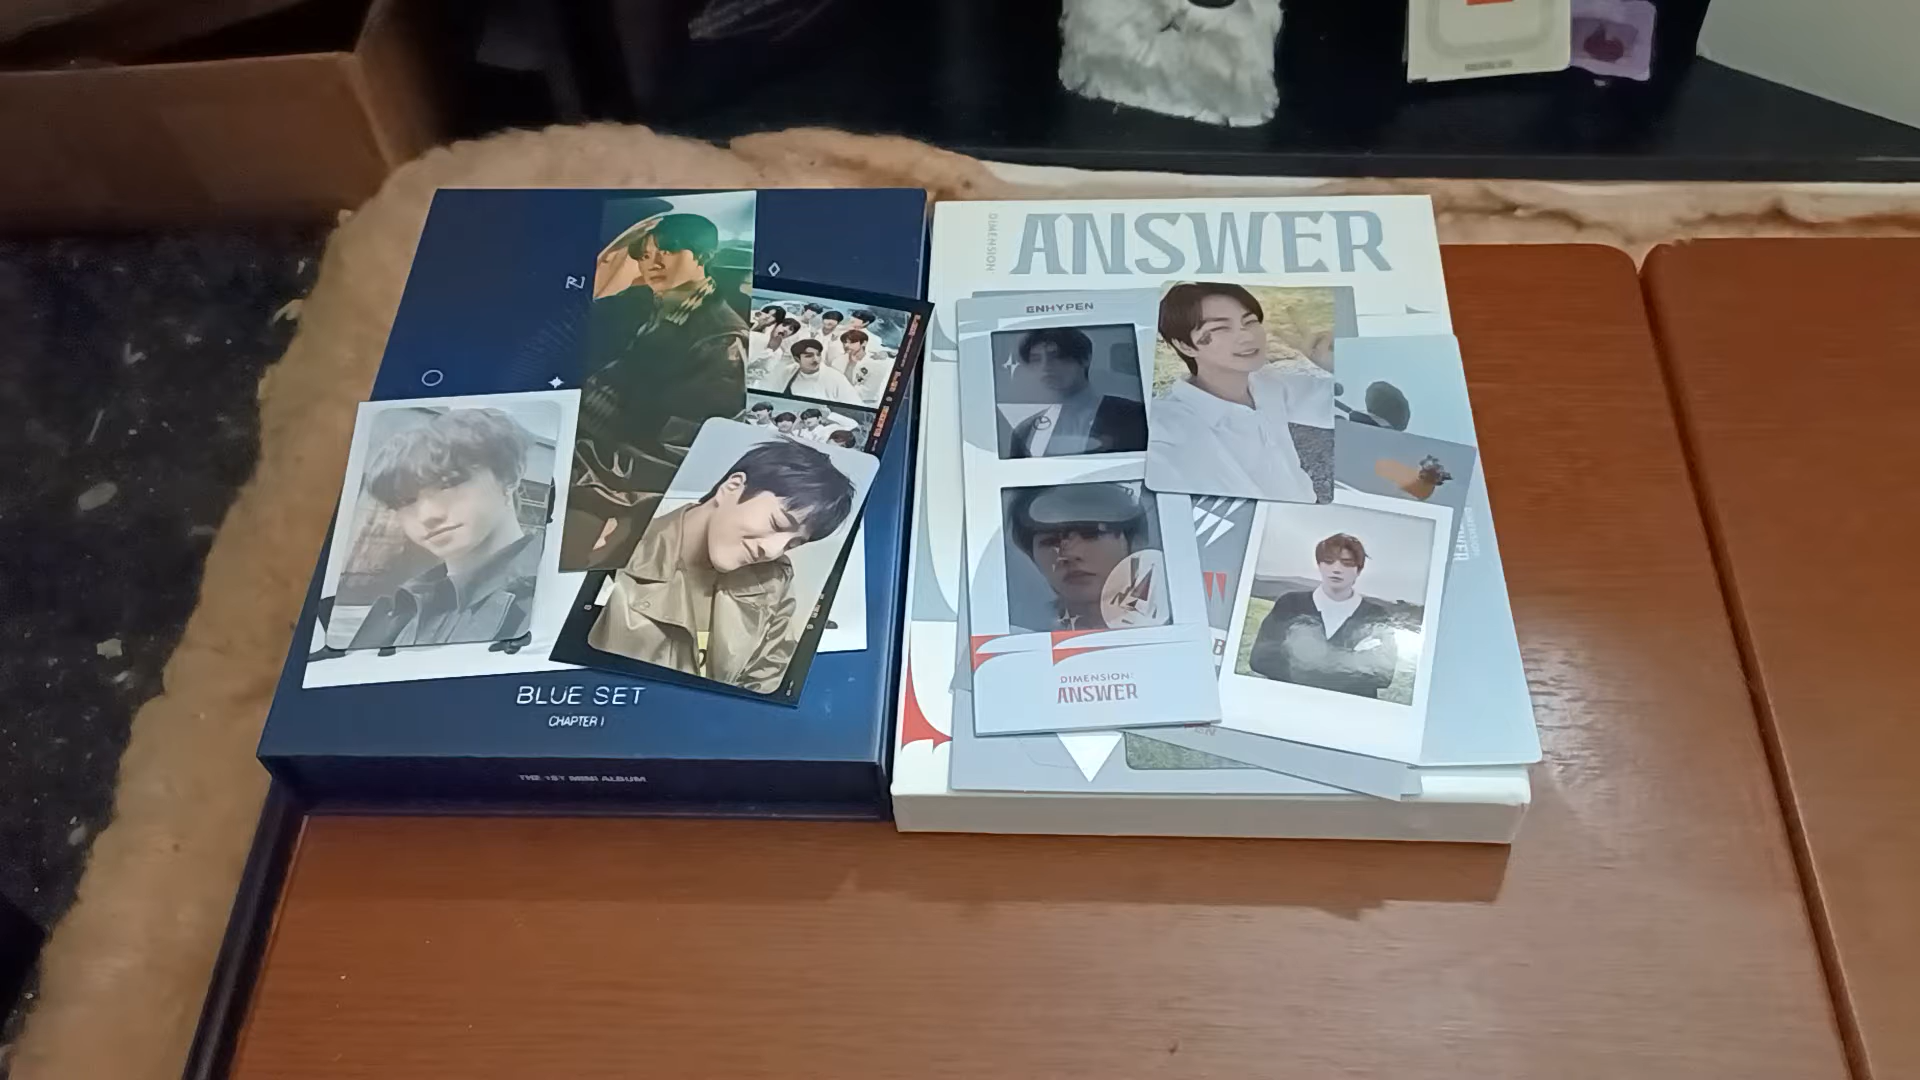 BLUE SET
CHAPTER I
THE 1ST MINI ALBUM
DIMENSION:
ANSWER
ENHYPEN
DIMENSION:
ANSWER